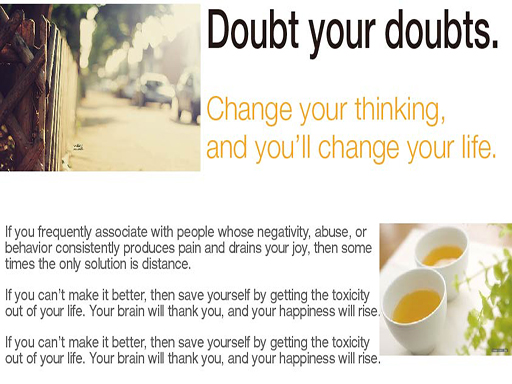 Doubt your doubts.
Change your thinking,
and you'll change your life.
If you frequently associate with people whose negativity, abuse, or
behavior consistently produces pain and drains your joy, then some
times the only solution is distance.
If you can't make it better, then save yourself by getting the toxicity
out of your life. Your brain will thank you, and your happiness will rise.
If you can't make it better, then save yourself by getting the toxicity
out of your life. Your brain will thank you, and your happiness will rise.